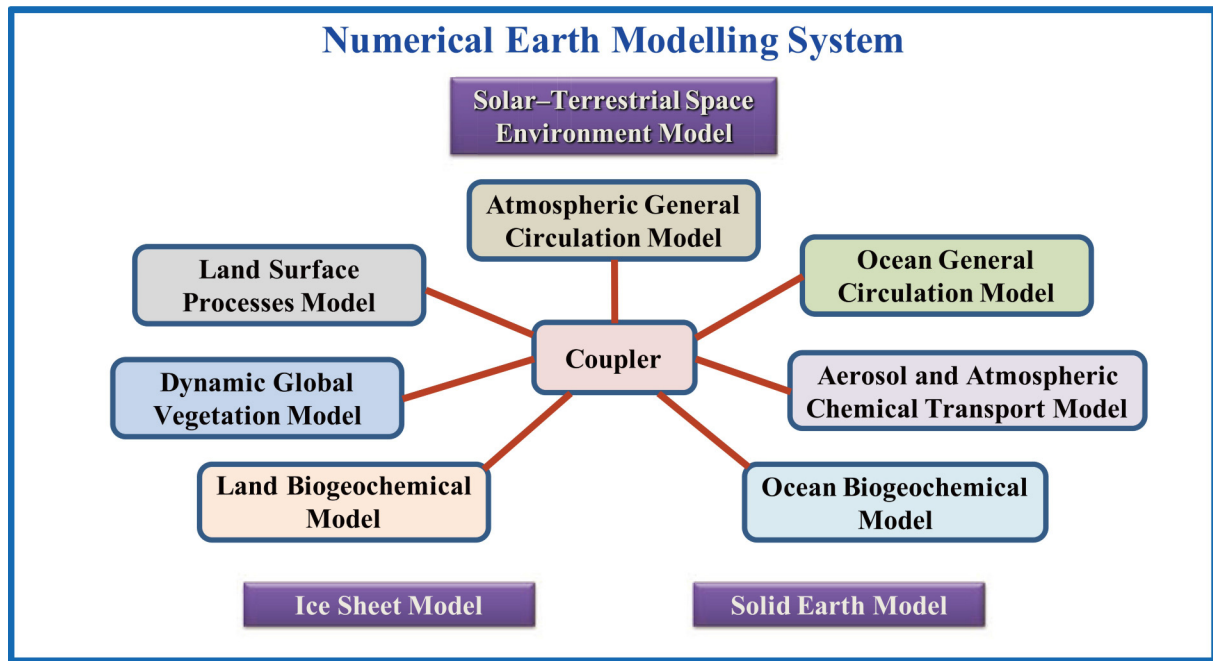 Numerical Earth Modelling System
Solar–Terrestrial Space
Environment Model
Atmospheric General
Circulation Model
Land Surface
Processes Model
Ocean General
Circulation Model
Coupler
Dynamic Global
Vegetation Model
Aerosol and Atmospheric
Chemical Transport Model
Land Biogeochemical
Model
Ocean Biogeochemical
Model
Ice Sheet Model
Solid Earth Model